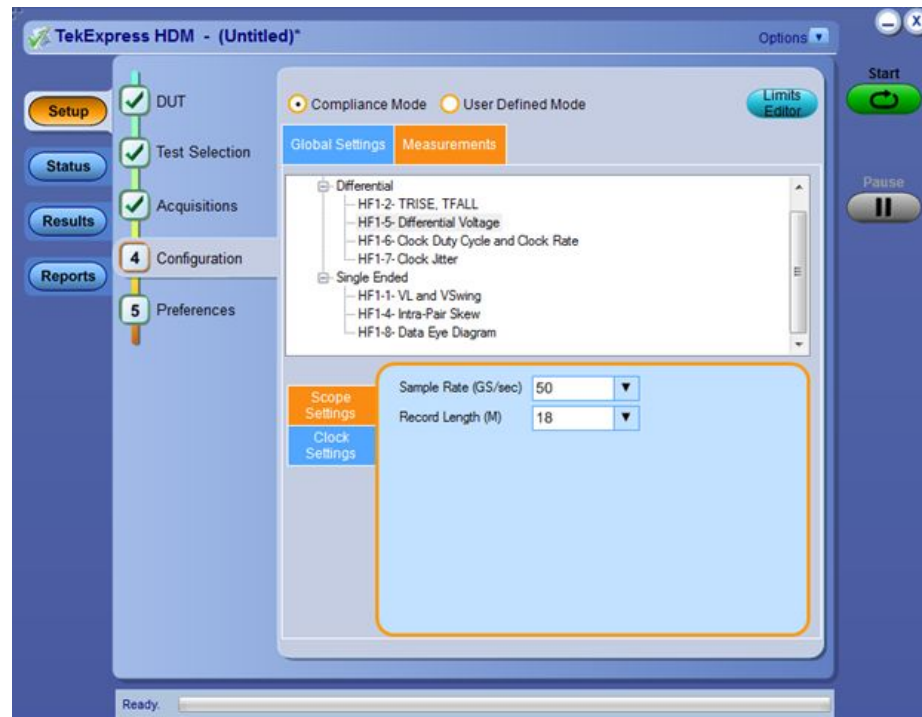 TekExpress HDM - (Untitled)*
Options
Setup
Status
Results
Reports
DUT
Test Selection
Acquisitions
4 Configuration
5 Preferences
Compliance Mode User Defined Mode
Limits
Editor
Global Settings Measurements
Differential
HF1-2- TRISE, TFALL
HF1-5- Differential Voltage
HF1-6- Clock Duty Cycle and Clock Rate
HF1-7- Clock Jitter
Single Ended
HF1-1- VL and VSwing
HF1-4- Intra-Pair Skew
HF1-8- Data Eye Diagram
Scope
Settings
Clock
Settings
Sample Rate (GS/sec) 50
Record Length (M) 18
Start
Pause
Ready.